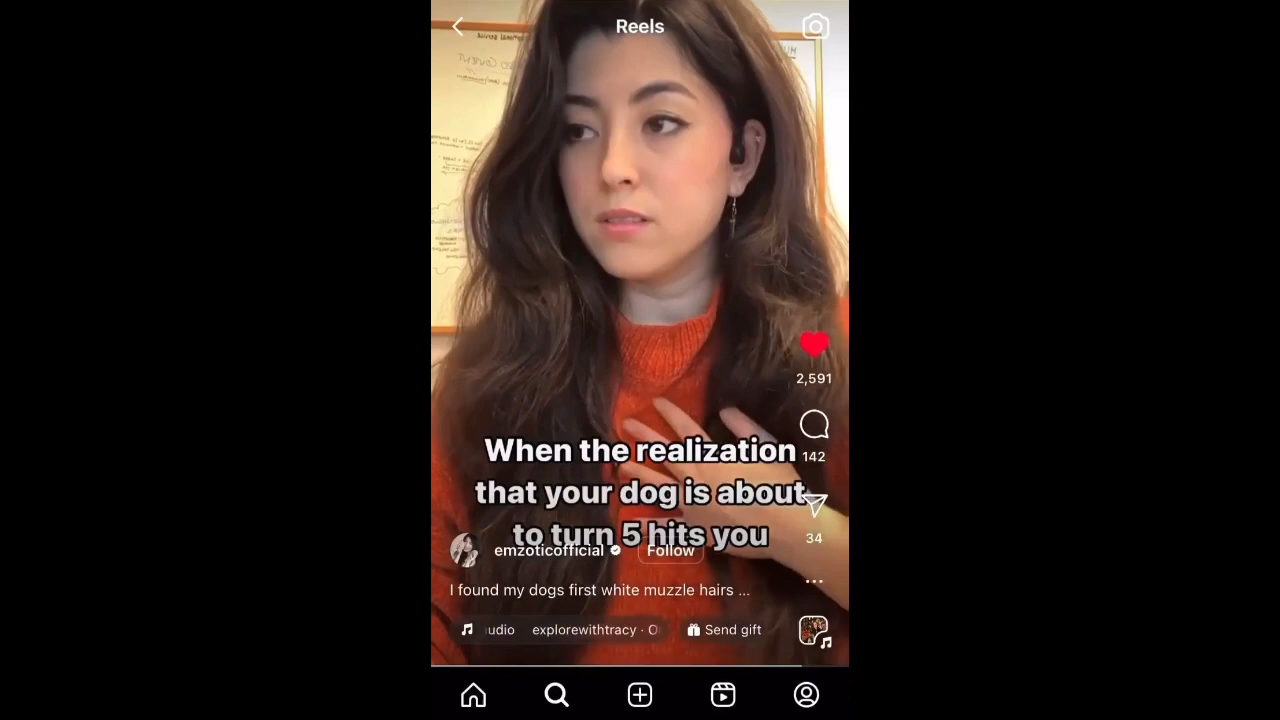 Reels
When the realization
that your dog is about
to turn 5 hits you
2,591
142
34
emzoticofficial
Follow
I found my dogs first white muzzle hairs ...
udio explorewithtracy · O
Send gift